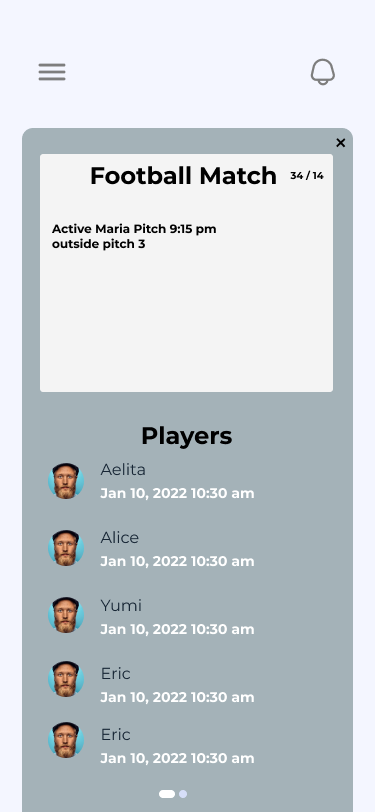 ×
Football Match 34 / 14
Active Maria Pitch 9:15 pm
outside pitch 3
Players
Aelita
Jan 10, 2022 10:30 am
Alice
Jan 10, 2022 10:30 am
Yumi
Jan 10, 2022 10:30 am
Eric
Jan 10, 2022 10:30 am
Eric
Jan 10, 2022 10:30 am